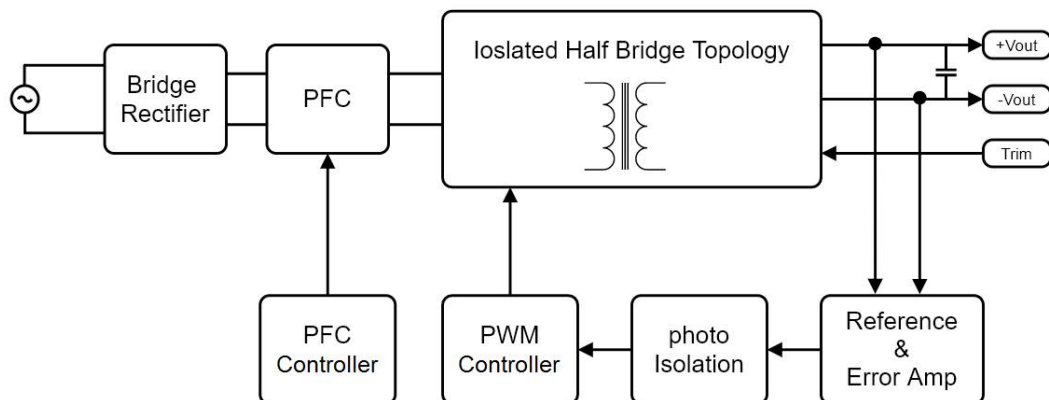 Ioslated Half Bridge Topology
Bridge
Rectifier
PFC
+Vout
-Vout
Trim
PFC
Controller
PWM
Controller
photo
Isolation
Reference
&
Error Amp